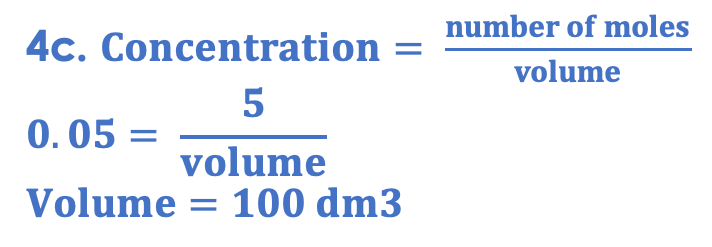 4c. Concentration = number of moles / volume
0.05 = 5 / volume
Volume = 100 dm3